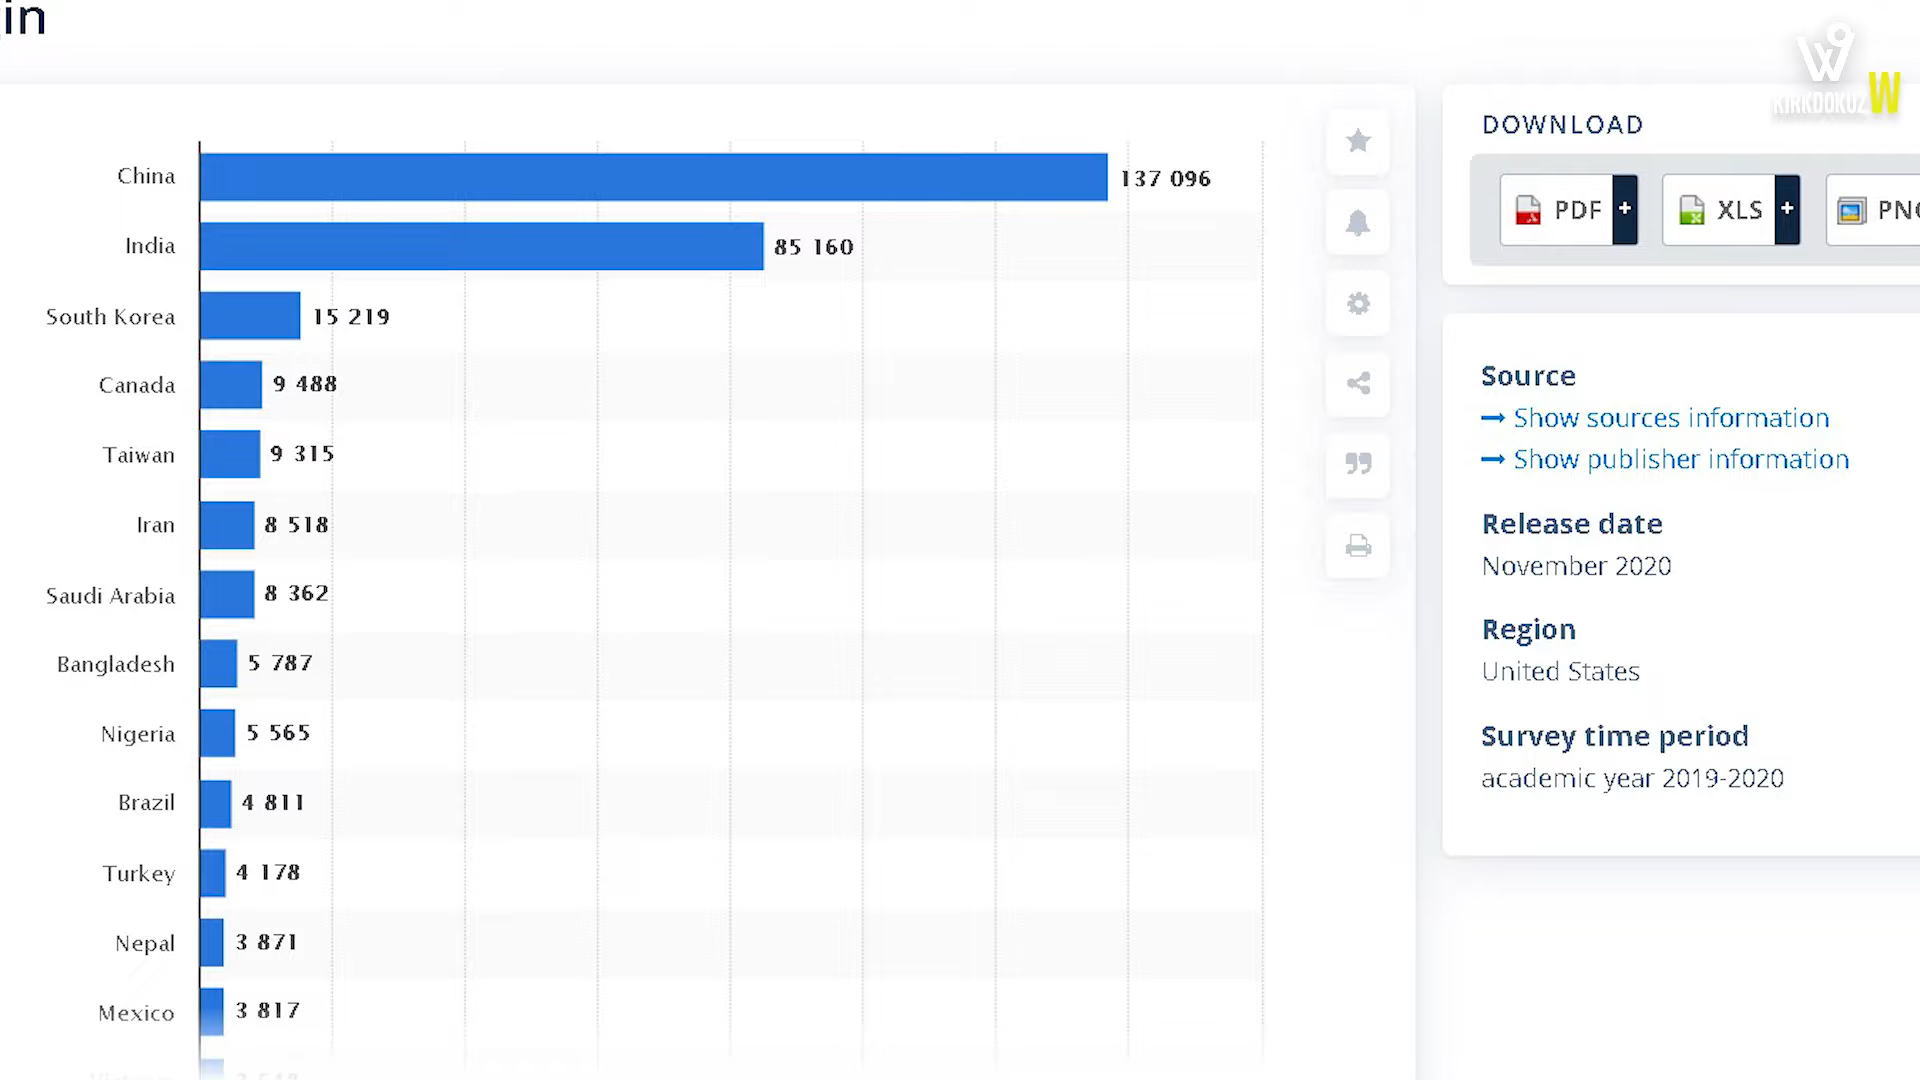 in
China 137 096
India 85 160
South Korea 15 219
Canada 9 488
Taiwan 9 315
Iran 8 518
Saudi Arabia 8 362
Bangladesh 5 787
Nigeria 5 565
Brazil 4 811
Turkey 4 178
Nepal 3 871
Mexico 3 817
W9
KIRKDOKUZ W
DOWNLOAD
PDF + XLS + PNG
Source
→ Show sources information
→ Show publisher information
Release date
November 2020
Region
United States
Survey time period
academic year 2019-2020